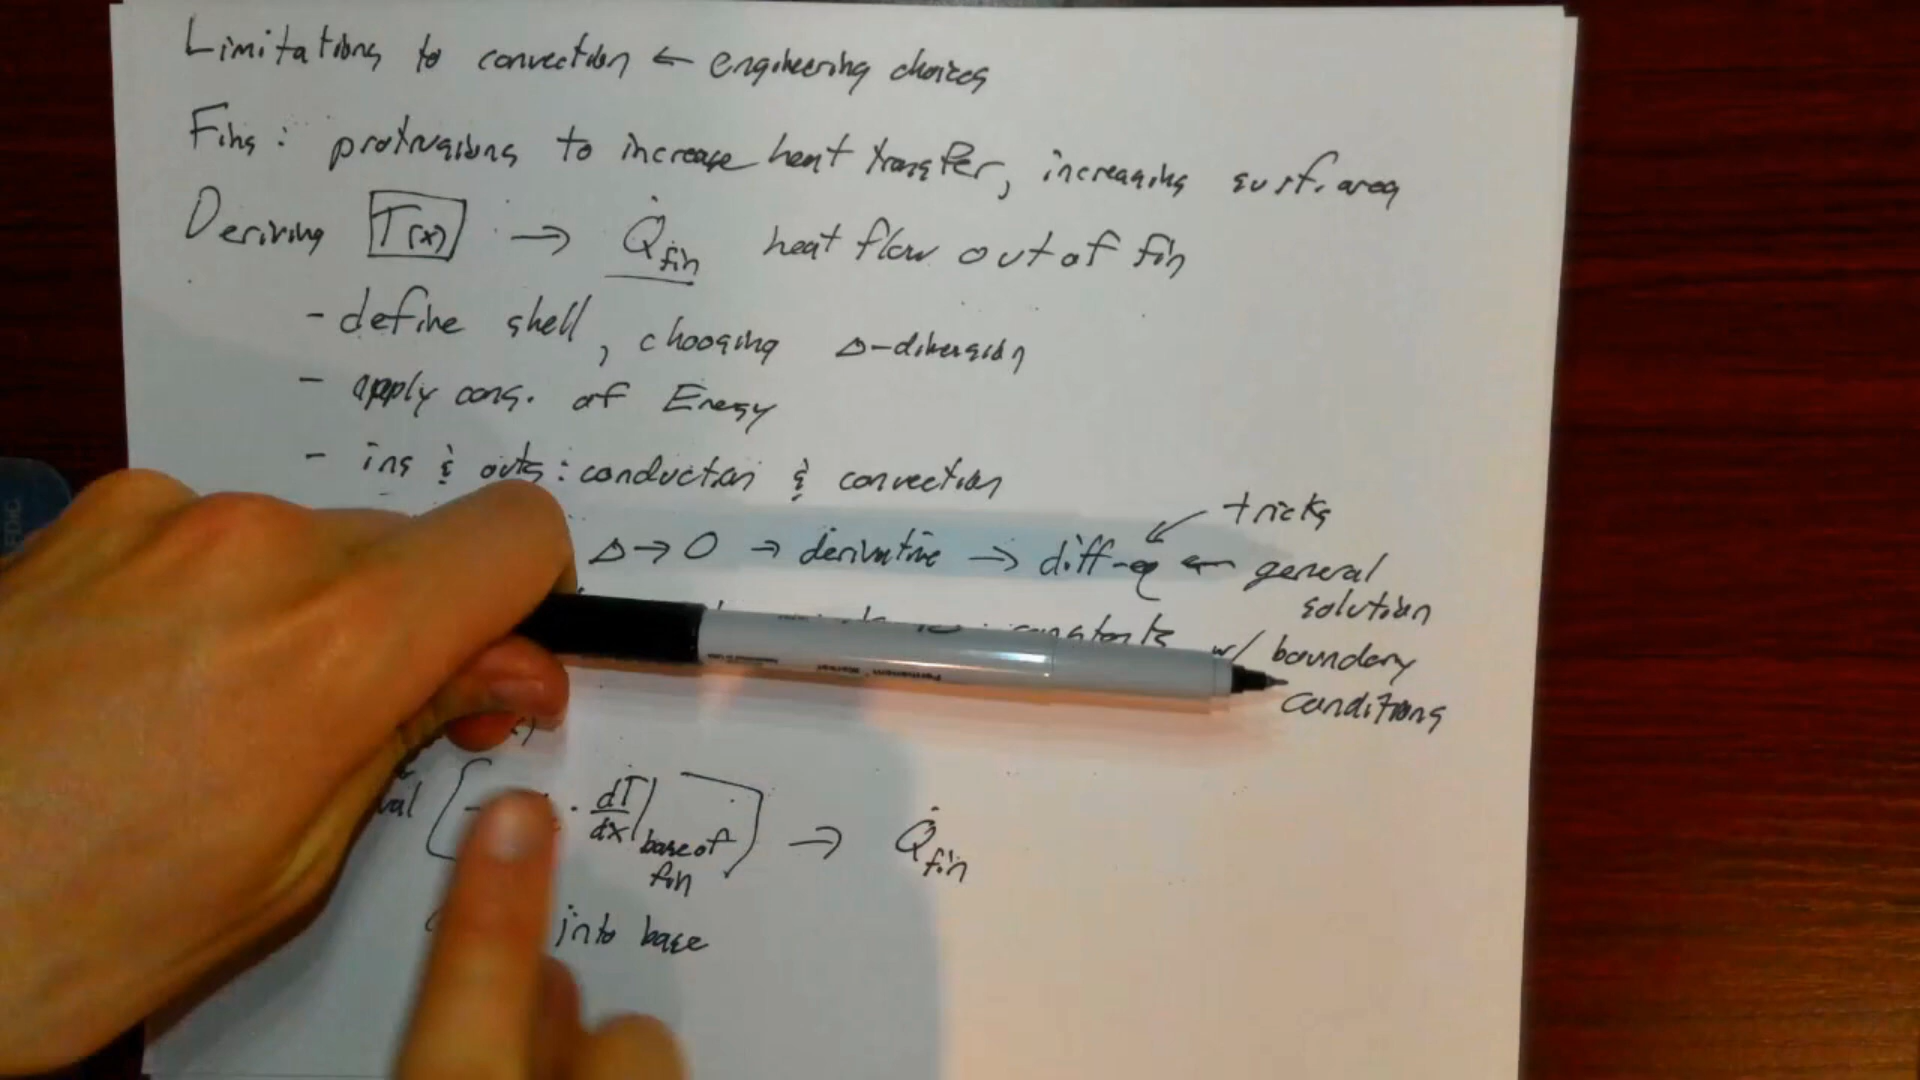 Limitations to convection ← engineering choices
Fins: protrusions to increase heat transfer, increasing surf. area
Deriving T(x) → Q̇fin heat flow out of fin
- define shell, choosing Δ-dimension
- apply cons. of Energy
- ins & outs: conduction & convection
Δ→0 → derivative → diff-eq ← tricks
← general solution
constants w/ boundary conditions
[- · dT/dx| base of fin] → Q̇fin
into base